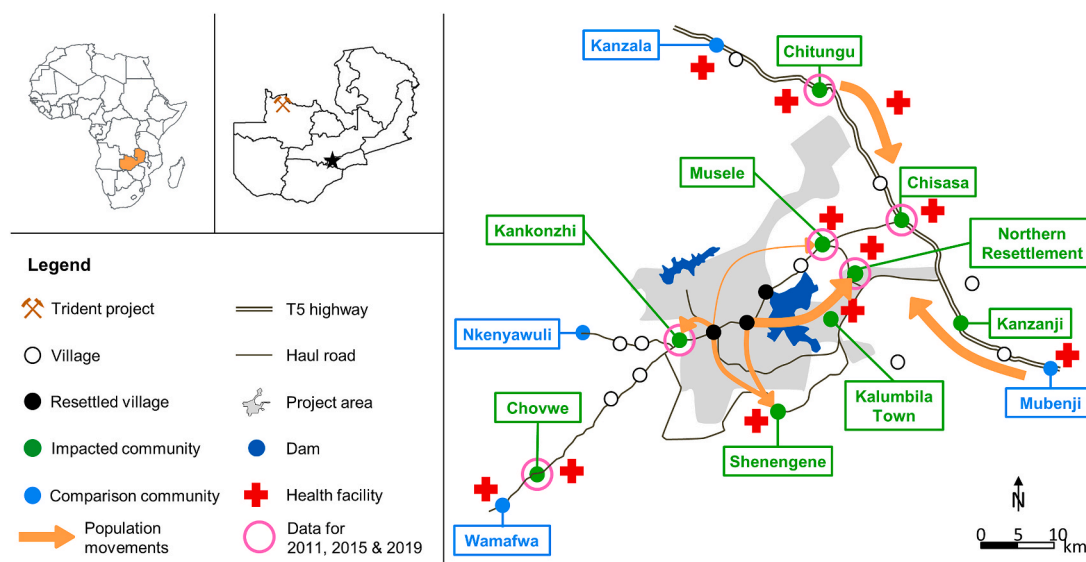 Legend
Trident project
Village
Resettled village
Impacted community
Comparison community
Population
movements
T5 highway
Haul road
Project area
Dam
Health facility
Data for
2011, 2015 & 2019
Kanzala
Chitungu
Musele
Chisasa
Kankonzhi
Northern
Resettlement
Nkenyawuli
Kanzanji
Chovwe
Kalumbila
Town
Mubenji
Shenengene
Wamafwa
N
0 5 10
km